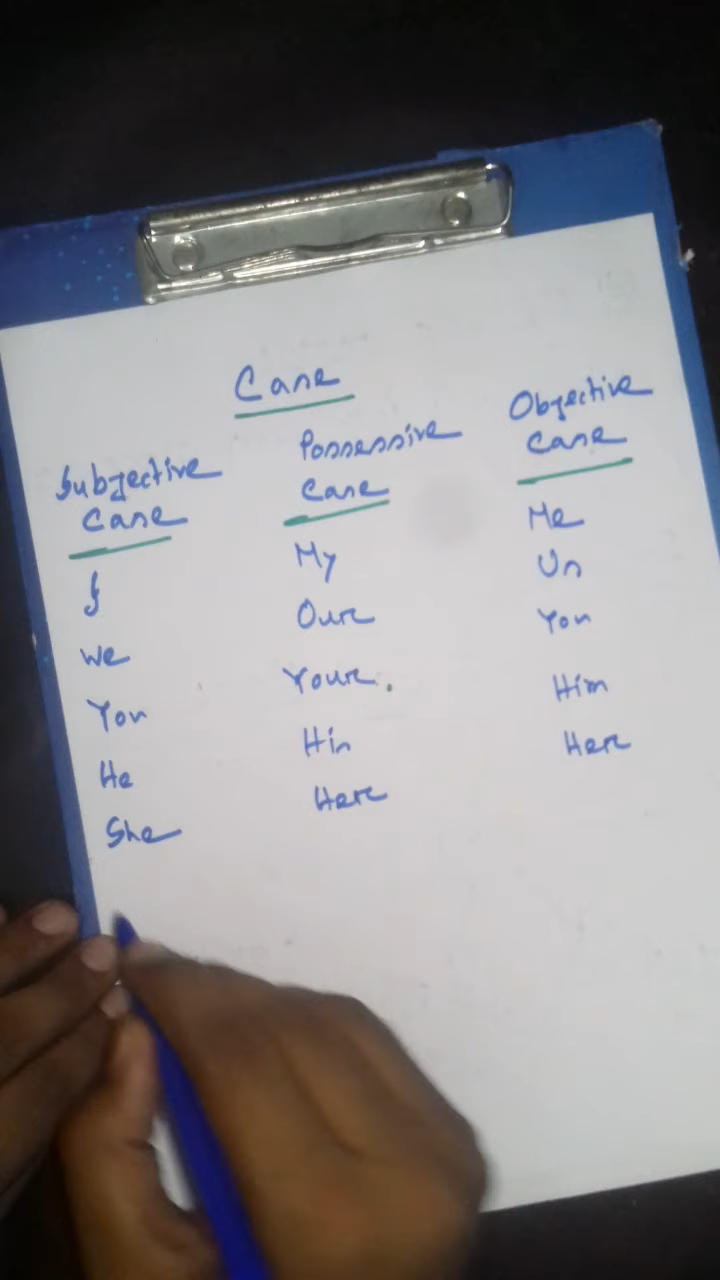 Case
Subjective Case
Possessive Case
Objective Case
I My Me
We Our Us
You Your You
He His Him
She Her Her